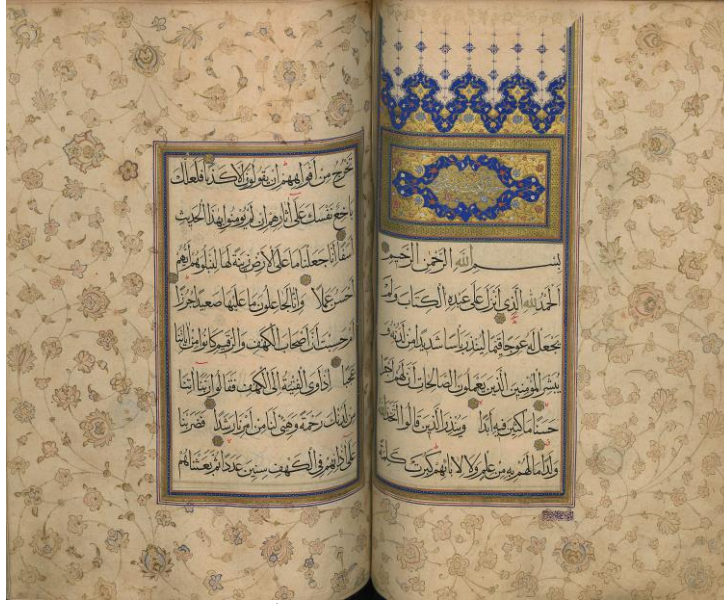 بسم الله الرحمن الرحيم
الحمد لله الذي أنزل على عبده الكتاب ولم
يجعل له عوجا قيما لينذر بأسا شديدا من لدنه و
يبشر المؤمنين الذين يعملون الصالحات أن لهم أجرا
حسنا ماكثين فيه أبدا وينذر الذين قالوا اتخذ الله
ولدا ما لهم به من علم ولا لآبائهم كبرت كلمة
تخرج من أفواههم إن يقولون إلا كذبا فلعلك
باخع نفسك على آثارهم إن لم يؤمنوا بهذا الحديث
أسفا إنا جعلنا ما على الأرض زينة لها لنبلوهم أيهم
أحسن عملا وإنا لجاعلون ما عليها صعيدا جرزا
أم حسبت أن أصحاب الكهف والرقيم كانوا من آياتنا
عجبا إذ أوى الفتية إلى الكهف فقالوا ربنا آتنا
من لدنك رحمة وهيئ لنا من أمرنا رشدا فضربنا
على آذانهم في الكهف سنين عددا ثم بعثناهم